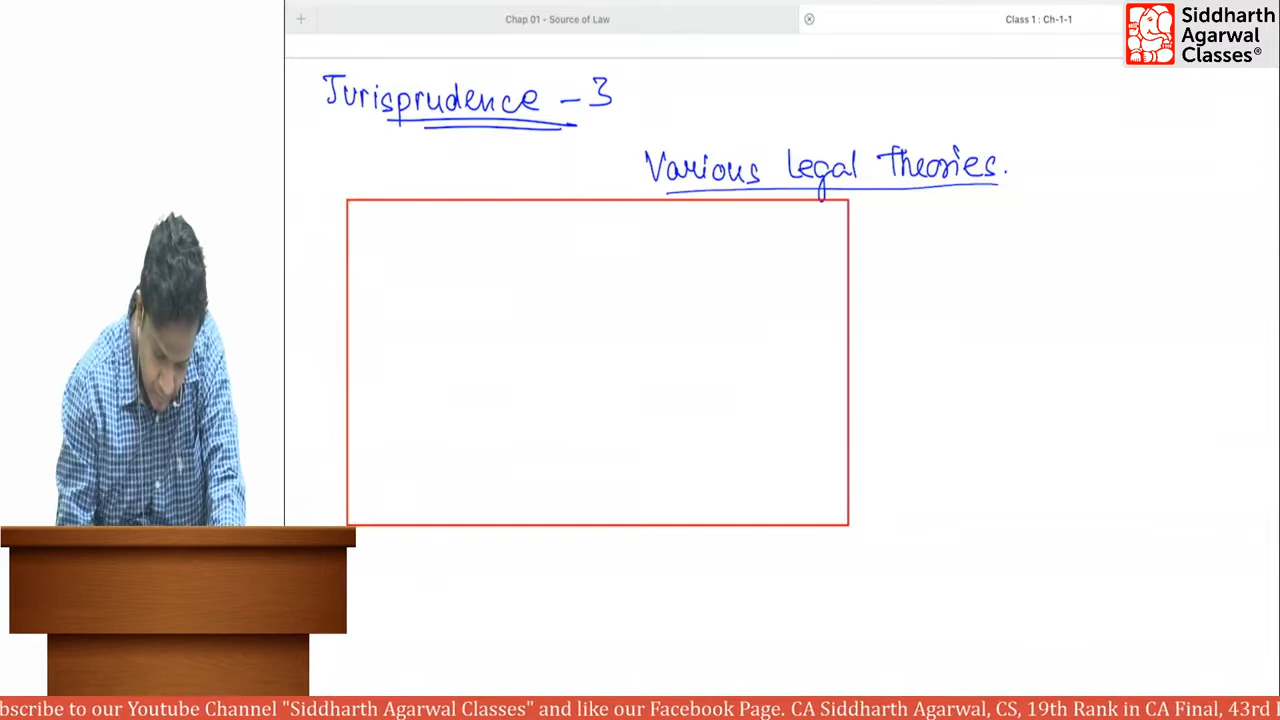 Chap 01 - Source of Law
Class 1 : Ch-1-1
Siddharth
Agarwal
Classes®
Jurisprudence - 3
Various Legal Theories.
bscribe to our Youtube Channel "Siddharth Agarwal Classes" and like our Facebook Page. CA Siddharth Agarwal, CS, 19th Rank in CA Final, 43rd